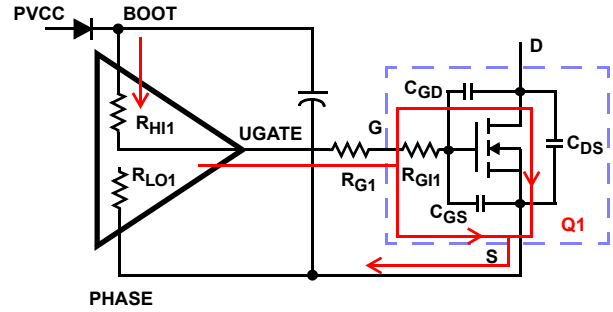 PVCC
BOOT
D
CGD
RHI1
UGATE
G
CDS
RLO1
RG1
RGI1
CGS
Q1
S
PHASE